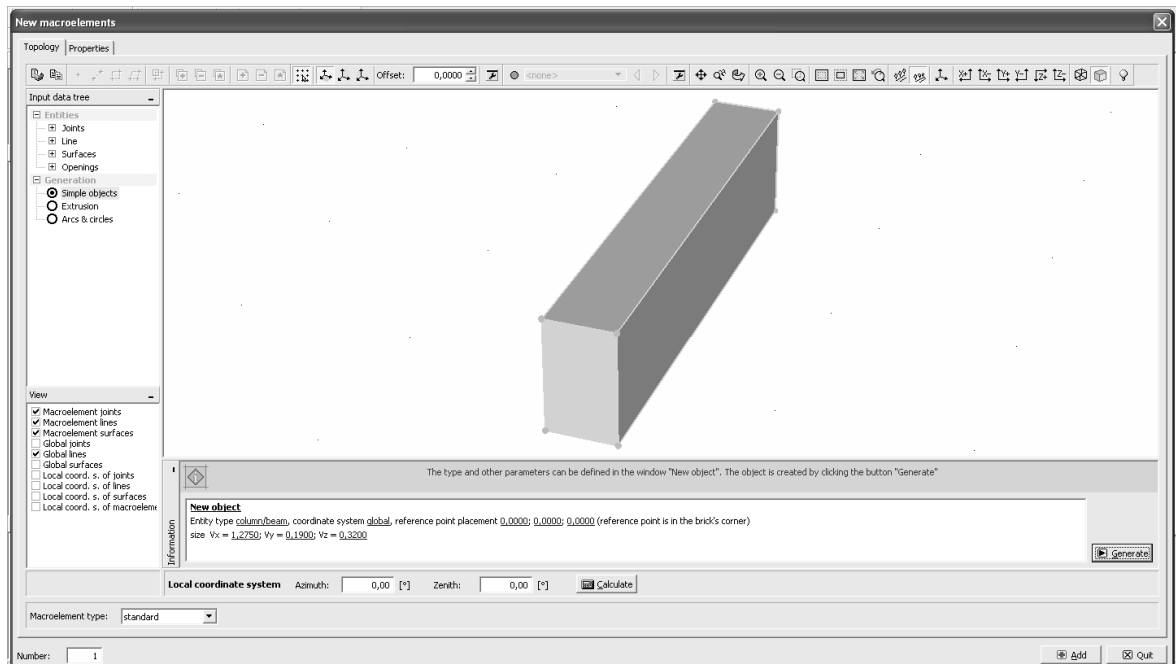 New macroelements
Topology Properties
Offset: 0,0000 <none>
Input data tree
Entities
Joints
Line
Surfaces
Openings
Generation
Simple objects
Extrusion
Arcs & circles
View
Macroelement joints
Macroelement lines
Macroelement surfaces
Global joints
Global lines
Global surfaces
Local coord. s. of joints
Local coord. s. of lines
Local coord. s. of surfaces
Local coord. s. of macroeleme
The type and other parameters can be defined in the window "New object". The object is created by clicking the button "Generate"
Information
New object
Entity type column/beam, coordinate system global, reference point placement 0,0000; 0,0000; 0,0000 (reference point is in the brick's corner)
size Vx = 1,2750; Vy = 0,1900; Vz = 0,3200
Generate
Local coordinate system Azimuth: 0,00 [°] Zenith: 0,00 [°] Calculate
Macroelement type: standard
Number: 1 Add Quit